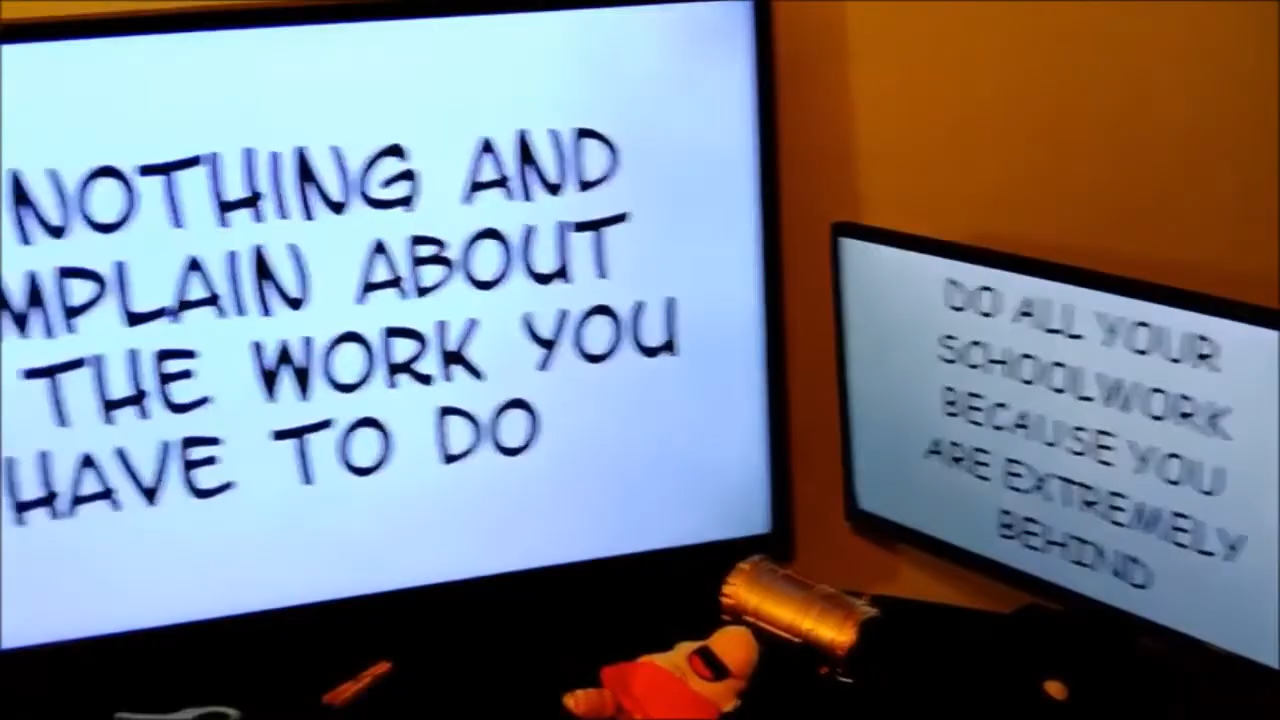 NOTHING AND
MPLAIN ABOUT
THE WORK YOU
HAVE TO DO
DO ALL YOUR
SCHOOLWORK
BECAUSE YOU
ARE EXTREMELY
BEHIND